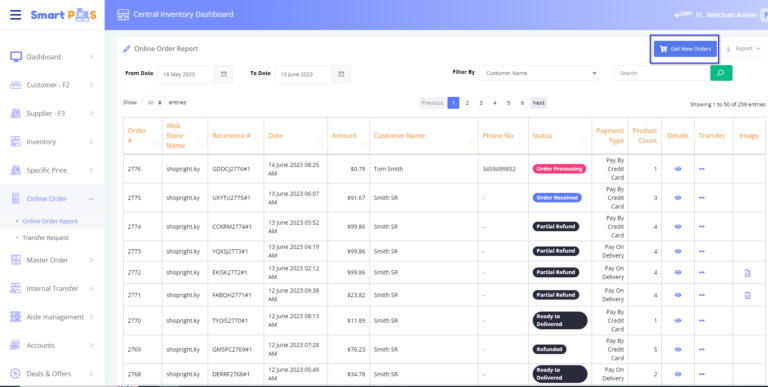 Smart P S
Central Inventory Dashboard
Hi, Netclues Admin
N
Dashboard
Customer - F2
Supplier - F3
Inventory
Specific Price
Online Order
Online Order Report
Transfer Request
Master Order
Internal Transfer
Aisle management
Accounts
Deals & Offers
Online Order Report
Get New Orders
Export
From Date 16 May 2023 To Date 15 June 2023 Filter By Customer Name Search
Show entries
Previous 1 2 3 4 5 6 Next
Showing 1 to 50 of 259 entries
Order # Web Store Name Recerence # Date Amount Customer Name Phone No Status Payment Type Product Count Details Transfer Image
2776 shopright.ky GDDCJ2776#1 14 June 2023 08:25 AM $0.79 Tom Smith 3459499852 Order Processing Pay By Credit Card 1
2775 shopright.ky UXYTU2775#1 13 June 2023 06:07 AM $91.67 Smith SR - Order Received Pay By Credit Card 3
2774 shopright.ky CCKRM2774#1 13 June 2023 05:52 AM $99.86 Smith SR - Partial Refund Pay By Credit Card 4
2773 shopright.ky YQXSJ2773#1 13 June 2023 04:19 AM $99.86 Smith SR - Partial Refund Pay On Delivery 4
2772 shopright.ky EKISK2772#1 13 June 2023 02:12 AM $99.86 Smith SR - Partial Refund Pay On Delivery 4
2771 shopright.ky FABQH2771#1 12 June 2023 09:38 AM $23.82 Smith SR - Partial Refund Pay On Delivery 4
2770 shopright.ky TYOIS2770#1 12 June 2023 08:13 AM $11.89 Smith SR - Ready to Delivered Pay By Credit Card 1
2769 shopright.ky GMSPC2769#1 12 June 2023 07:28 AM $76.23 Smith SR - Refunded Pay By Credit Card 5
2768 shopright.ky DERRF2768#1 12 June 2023 05:49 AM $34.78 Smith SR - Ready to Delivered Pay On Delivery 2